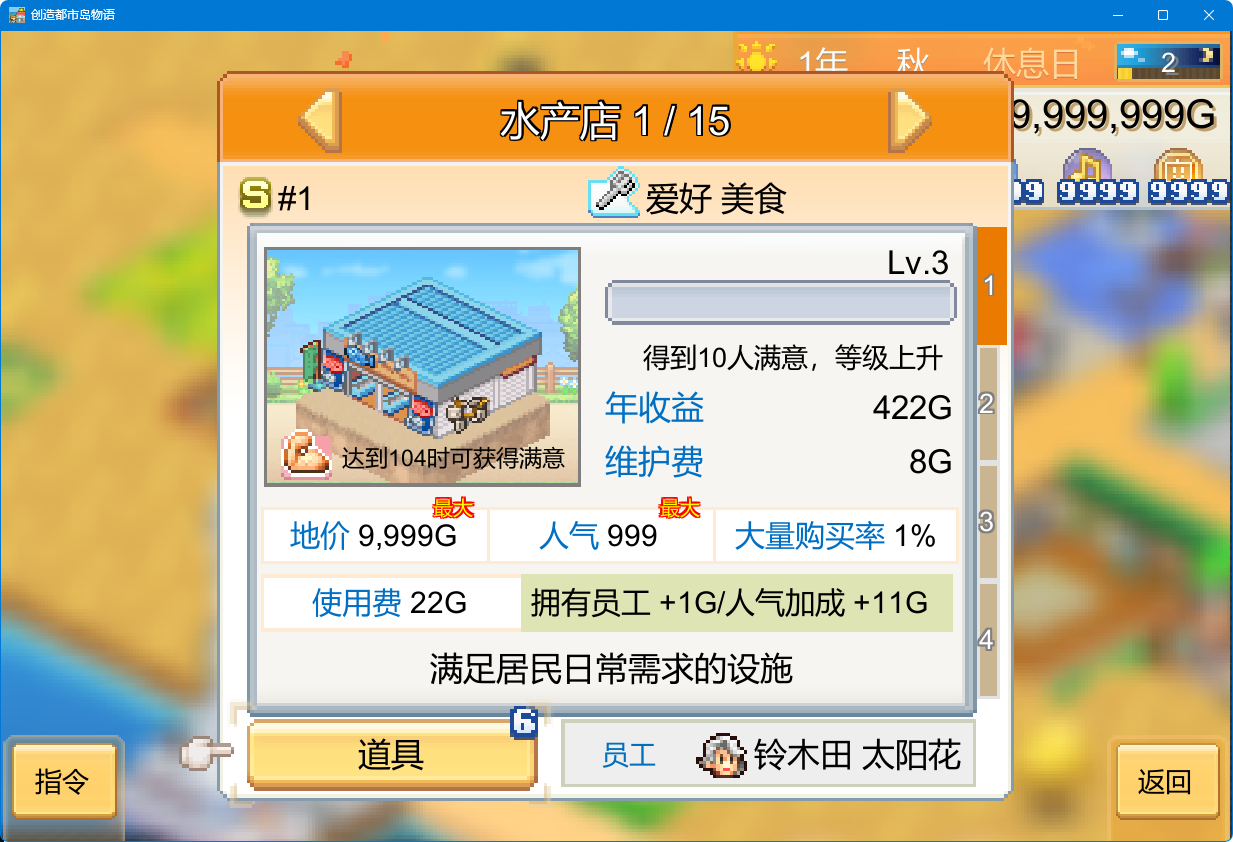 创造都市岛物语
1年 秋 休息日 2
9,999,999G
99 9999 9999
水产店 1 / 15
S #1 爱好 美食
Lv.3
得到10人满意，等级上升
年收益 422G
维护费 8G
达到104时可获得满意
1
2
3
4
最大 最大
地价 9,999G 人气 999 大量购买率 1%
使用费 22G 拥有员工 +1G/人气加成 +11G
满足居民日常需求的设施
6
道具 员工 铃木田 太阳花
指令 返回